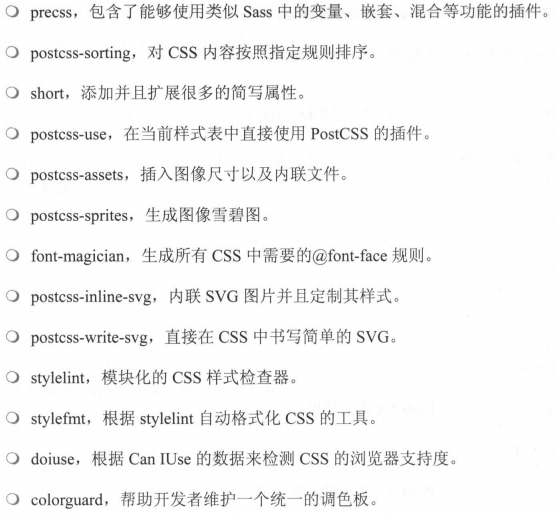 ○ precss，包含了能够使用类似 Sass 中的变量、嵌套、混合等功能的插件。
○ postcss-sorting，对 CSS 内容按照指定规则排序。
○ short，添加并且扩展很多的简写属性。
○ postcss-use，在当前样式表中直接使用 PostCSS 的插件。
○ postcss-assets，插入图像尺寸以及内联文件。
○ postcss-sprites，生成图像雪碧图。
○ font-magician，生成所有 CSS 中需要的@font-face 规则。
○ postcss-inline-svg，内联 SVG 图片并且定制其样式。
○ postcss-write-svg，直接在 CSS 中书写简单的 SVG。
○ stylelint，模块化的 CSS 样式检查器。
○ stylefmt，根据 stylelint 自动格式化 CSS 的工具。
○ doiuse，根据 Can IUse 的数据来检测 CSS 的浏览器支持度。
○ colorguard，帮助开发者维护一个统一的调色板。